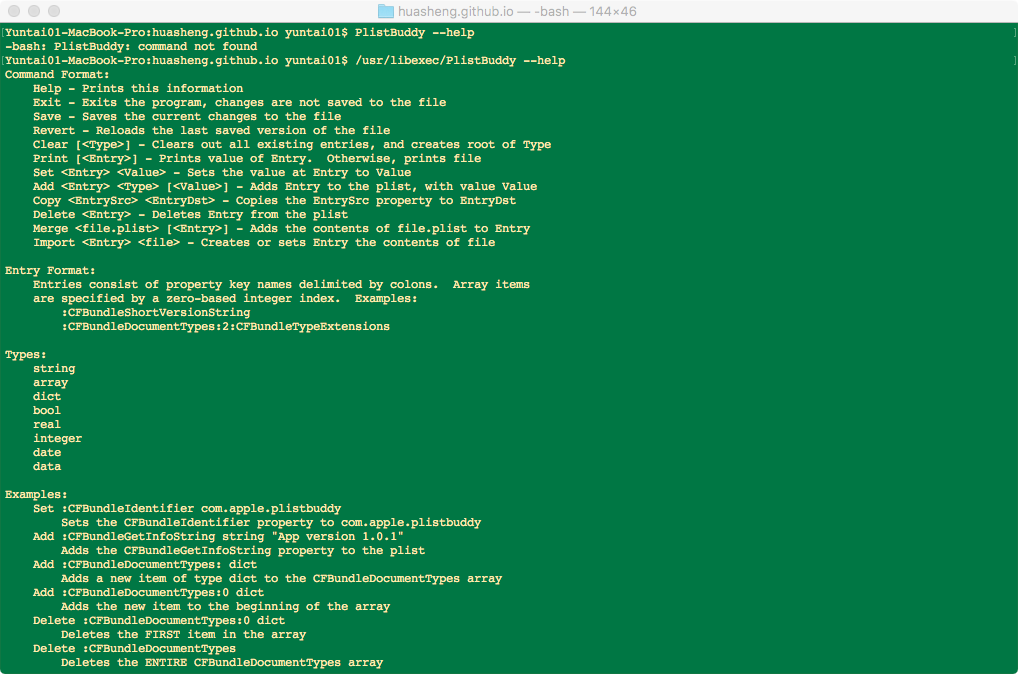 huasheng.github.io — -bash — 144×46
[Yuntai01-MacBook-Pro:huasheng.github.io yuntai01$ PlistBuddy --help ]
-bash: PlistBuddy: command not found
[Yuntai01-MacBook-Pro:huasheng.github.io yuntai01$ /usr/libexec/PlistBuddy --help ]
Command Format:
    Help - Prints this information
    Exit - Exits the program, changes are not saved to the file
    Save - Saves the current changes to the file
    Revert - Reloads the last saved version of the file
    Clear [<Type>] - Clears out all existing entries, and creates root of Type
    Print [<Entry>] - Prints value of Entry.  Otherwise, prints file
    Set <Entry> <Value> - Sets the value at Entry to Value
    Add <Entry> <Type> [<Value>] - Adds Entry to the plist, with value Value
    Copy <EntrySrc> <EntryDst> - Copies the EntrySrc property to EntryDst
    Delete <Entry> - Deletes Entry from the plist
    Merge <file.plist> [<Entry>] - Adds the contents of file.plist to Entry
    Import <Entry> <file> - Creates or sets Entry the contents of file

Entry Format:
    Entries consist of property key names delimited by colons.  Array items
    are specified by a zero-based integer index.  Examples:
        :CFBundleShortVersionString
        :CFBundleDocumentTypes:2:CFBundleTypeExtensions

Types:
    string
    array
    dict
    bool
    real
    integer
    date
    data

Examples:
    Set :CFBundleIdentifier com.apple.plistbuddy
        Sets the CFBundleIdentifier property to com.apple.plistbuddy
    Add :CFBundleGetInfoString string "App version 1.0.1"
        Adds the CFBundleGetInfoString property to the plist
    Add :CFBundleDocumentTypes: dict
        Adds a new item of type dict to the CFBundleDocumentTypes array
    Add :CFBundleDocumentTypes:0 dict
        Adds the new item to the beginning of the array
    Delete :CFBundleDocumentTypes:0 dict
        Deletes the FIRST item in the array
    Delete :CFBundleDocumentTypes
        Deletes the ENTIRE CFBundleDocumentTypes array